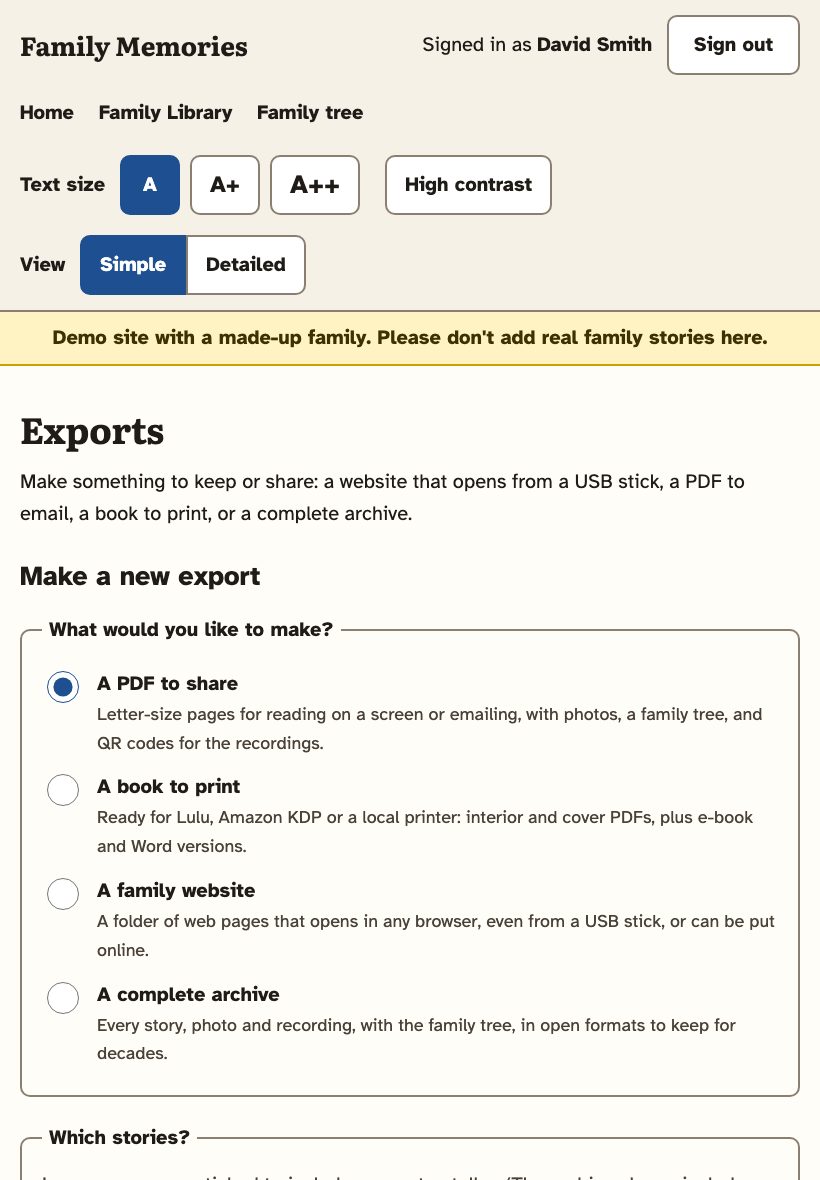 Family Memories
Signed in as David Smith
Sign out
Home
Family Library
Family tree
Text size
A
A+
A++
High contrast
View
Simple
Detailed
Demo site with a made-up family. Please don't add real family stories here.
Exports
Make something to keep or share: a website that opens from a USB stick, a PDF to
email, a book to print, or a complete archive.
Make a new export
What would you like to make?
A PDF to share
Letter-size pages for reading on a screen or emailing, with photos, a family tree, and
QR codes for the recordings.
A book to print
Ready for Lulu, Amazon KDP or a local printer: interior and cover PDFs, plus e-book
and Word versions.
A family website
A folder of web pages that opens in any browser, even from a USB stick, or can be put
online.
A complete archive
Every story, photo and recording, with the family tree, in open formats to keep for
decades.
Which stories?